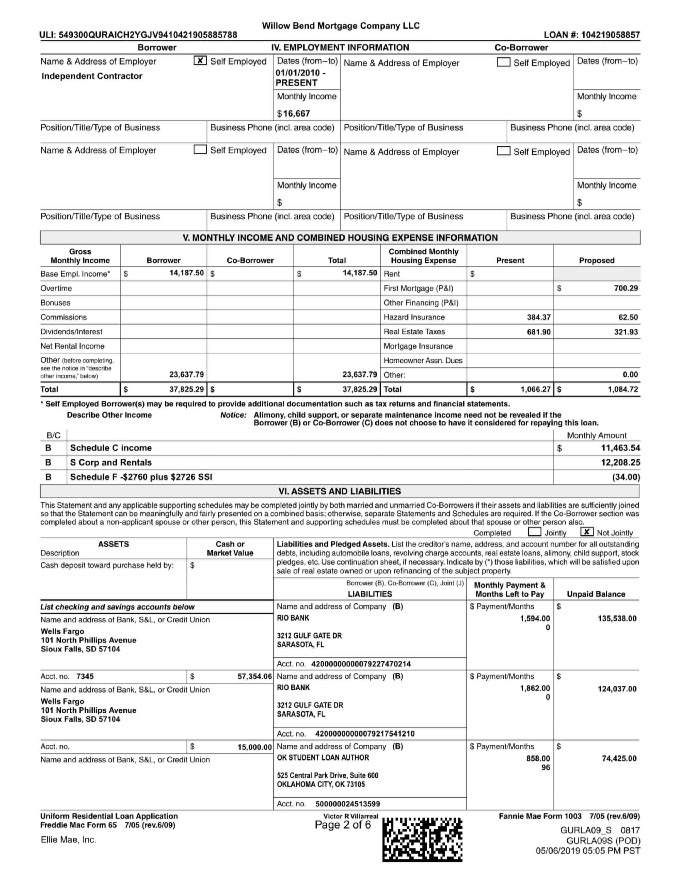 Willow Bend Mortgage Company LLC
ULI: 549300QURAICH2YGJV9410421905885788 LOAN #: 104219058857
Borrower IV. EMPLOYMENT INFORMATION Co-Borrower
Name & Address of Employer X Self Employed Dates (from–to) Name & Address of Employer Self Employed Dates (from–to)
Independent Contractor 01/01/2010 -
PRESENT
Monthly Income Monthly Income
$16,667 $
Position/Title/Type of Business Business Phone (incl. area code) Position/Title/Type of Business Business Phone (incl. area code)
Name & Address of Employer Self Employed Dates (from–to) Name & Address of Employer Self Employed Dates (from–to)
Monthly Income Monthly Income
$ $
Position/Title/Type of Business Business Phone (incl. area code) Position/Title/Type of Business Business Phone (incl. area code)
V. MONTHLY INCOME AND COMBINED HOUSING EXPENSE INFORMATION
Gross Combined Monthly
Monthly Income Borrower Co-Borrower Total Housing Expense Present Proposed
Base Empl. Income* $ 14,187.50 $ $ 14,187.50 Rent $
Overtime First Mortgage (P&I) $ 700.29
Bonuses Other Financing (P&I)
Commissions Hazard Insurance 384.37 62.50
Dividends/Interest Real Estate Taxes 681.90 321.93
Net Rental Income Mortgage Insurance
Other (before completing, Homeowner Assn. Dues
see the notice in "describe
other income," below) 23,637.79 23,637.79 Other: 0.00
Total $ 37,825.29 $ $ 37,825.29 Total $ 1,066.27 $ 1,084.72
* Self Employed Borrower(s) may be required to provide additional documentation such as tax returns and financial statements.
Describe Other Income Notice: Alimony, child support, or separate maintenance income need not be revealed if the
Borrower (B) or Co-Borrower (C) does not choose to have it considered for repaying this loan.
B/C Monthly Amount
B Schedule C income $ 11,463.54
B S Corp and Rentals 12,208.25
B Schedule F -$2760 plus $2726 SSI (34.00)
VI. ASSETS AND LIABILITIES
This Statement and any applicable supporting schedules may be completed jointly by both married and unmarried Co-Borrowers if their assets and liabilities are sufficiently joined
so that the Statement can be meaningfully and fairly presented on a combined basis; otherwise, separate Statements and Schedules are required. If the Co-Borrower section was
completed about a non-applicant spouse or other person, this Statement and supporting schedules must be completed about that spouse or other person also.
Completed Jointly X Not Jointly
ASSETS Cash or Liabilities and Pledged Assets. List the creditor's name, address, and account number for all outstanding
Description Market Value debts, including automobile loans, revolving charge accounts, real estate loans, alimony, child support, stock
Cash deposit toward purchase held by: $ pledges, etc. Use continuation sheet, if necessary. Indicate by (*) those liabilities, which will be satisfied upon
sale of real estate owned or upon refinancing of the subject property.
Borrower (B), Co-Borrower (C), Joint (J) Monthly Payment &
LIABILITIES Months Left to Pay Unpaid Balance
List checking and savings accounts below Name and address of Company (B) $ Payment/Months $
Name and address of Bank, S&L, or Credit Union RIO BANK 1,594.00 135,538.00
0
Wells Fargo
101 North Phillips Avenue 3212 GULF GATE DR
Sioux Falls, SD 57104 SARASOTA, FL
Acct. no. 42000000000079227470214
Acct. no. 7345 $ 57,354.06 Name and address of Company (B) $ Payment/Months $
Name and address of Bank, S&L, or Credit Union RIO BANK 1,862.00 124,037.00
0
Wells Fargo
101 North Phillips Avenue 3212 GULF GATE DR
Sioux Falls, SD 57104 SARASOTA, FL
Acct. no. 42000000000079217541210
Acct. no. $ 15,000.00 Name and address of Company (B) $ Payment/Months $
Name and address of Bank, S&L, or Credit Union OK STUDENT LOAN AUTHOR 858.00 74,425.00
96
525 Central Park Drive, Suite 600
OKLAHOMA CITY, OK 73105
Acct. no. 500000024513599
Uniform Residential Loan Application Victor R Villarreal Fannie Mae Form 1003 7/05 (rev.6/09)
Freddie Mac Form 65 7/05 (rev.6/09) Page 2 of 6
Ellie Mae, Inc. GURLA09_S 0817
GURLA09S (POD)
05/06/2019 05:05 PM PST